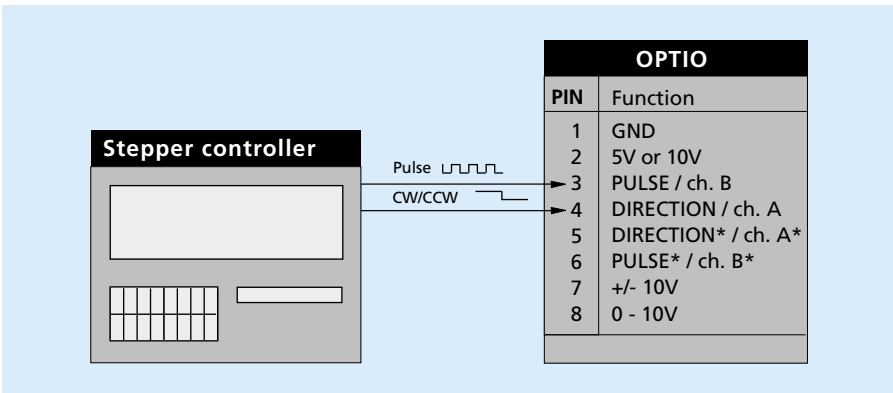 OPTIO
PIN Function
1 GND
2 5V or 10V
3 PULSE / ch. B
4 DIRECTION / ch. A
5 DIRECTION* / ch. A*
6 PULSE* / ch. B*
7 +/- 10V
8 0 - 10V
Stepper controller
Pulse
CW/CCW